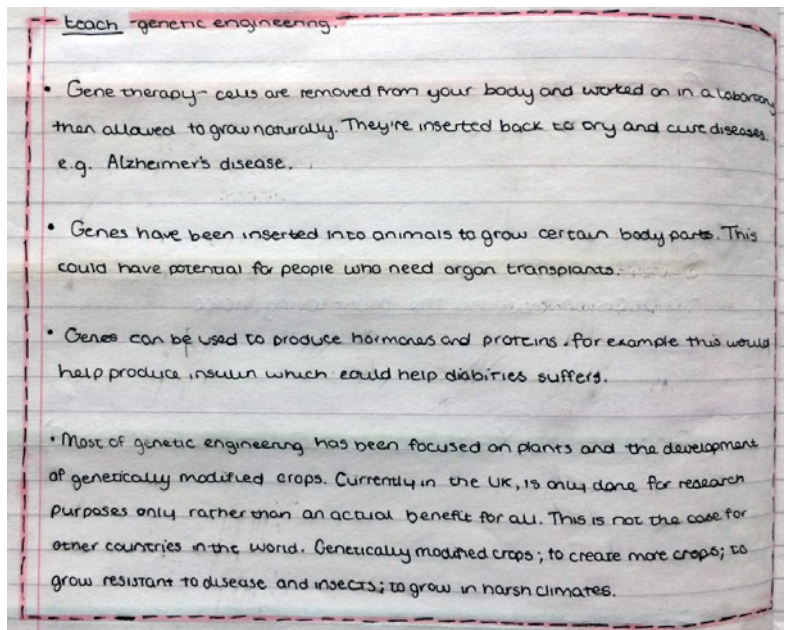 teach - genetic engineering.
• Gene therapy - cells are removed from your body and worked on in a laboratory
then allowed to grow naturally. They're inserted back to try and cure diseases
e.g. Alzheimer's disease.
• Genes have been inserted into animals to grow certain body parts. This
could have potential for people who need organ transplants.
• Genes can be used to produce hormones and proteins. for example this would
help produce insulin which could help diabities suffers.
• Most of genetic engineering has been focused on plants and the development
of genetically modified crops. Currently in the UK, is only done for research
purposes only rather than an actual benefit for all. This is not the case for
other countries in the world. Genetically modified crops; to create more crops; to
grow resistant to disease and insects; to grow in harsh climates.